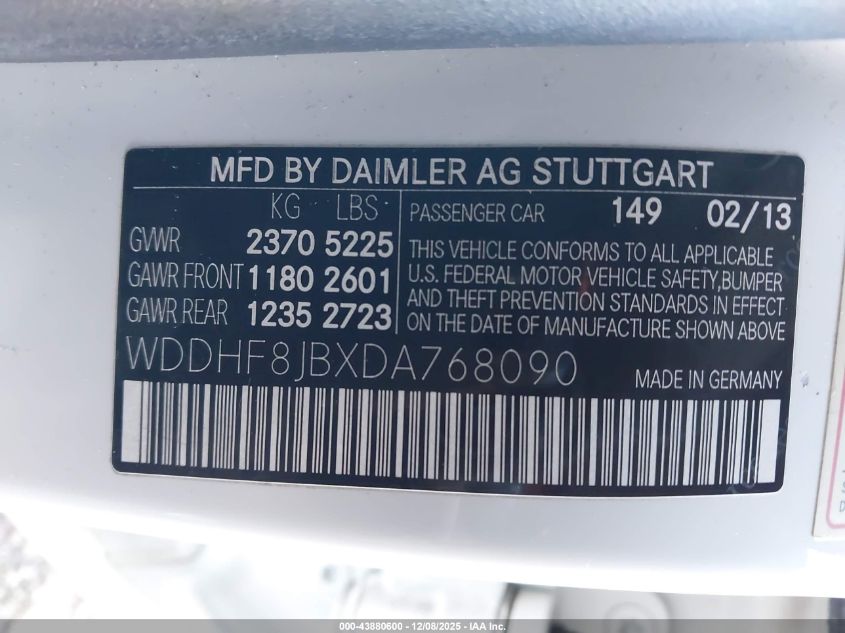 MFD BY DAIMLER AG STUTTGART
KG LBS
GVWR 2370 5225
GAWR FRONT 1180 2601
GAWR REAR 1235 2723
PASSENGER CAR 149 02/13
THIS VEHICLE CONFORMS TO ALL APPLICABLE
U.S. FEDERAL MOTOR VEHICLE SAFETY, BUMPER
AND THEFT PREVENTION STANDARDS IN EFFECT
ON THE DATE OF MANUFACTURE SHOWN ABOVE
WDDHF8JBXDA768090
MADE IN GERMANY
000-43880600 - 12/08/2025 - IAA Inc.